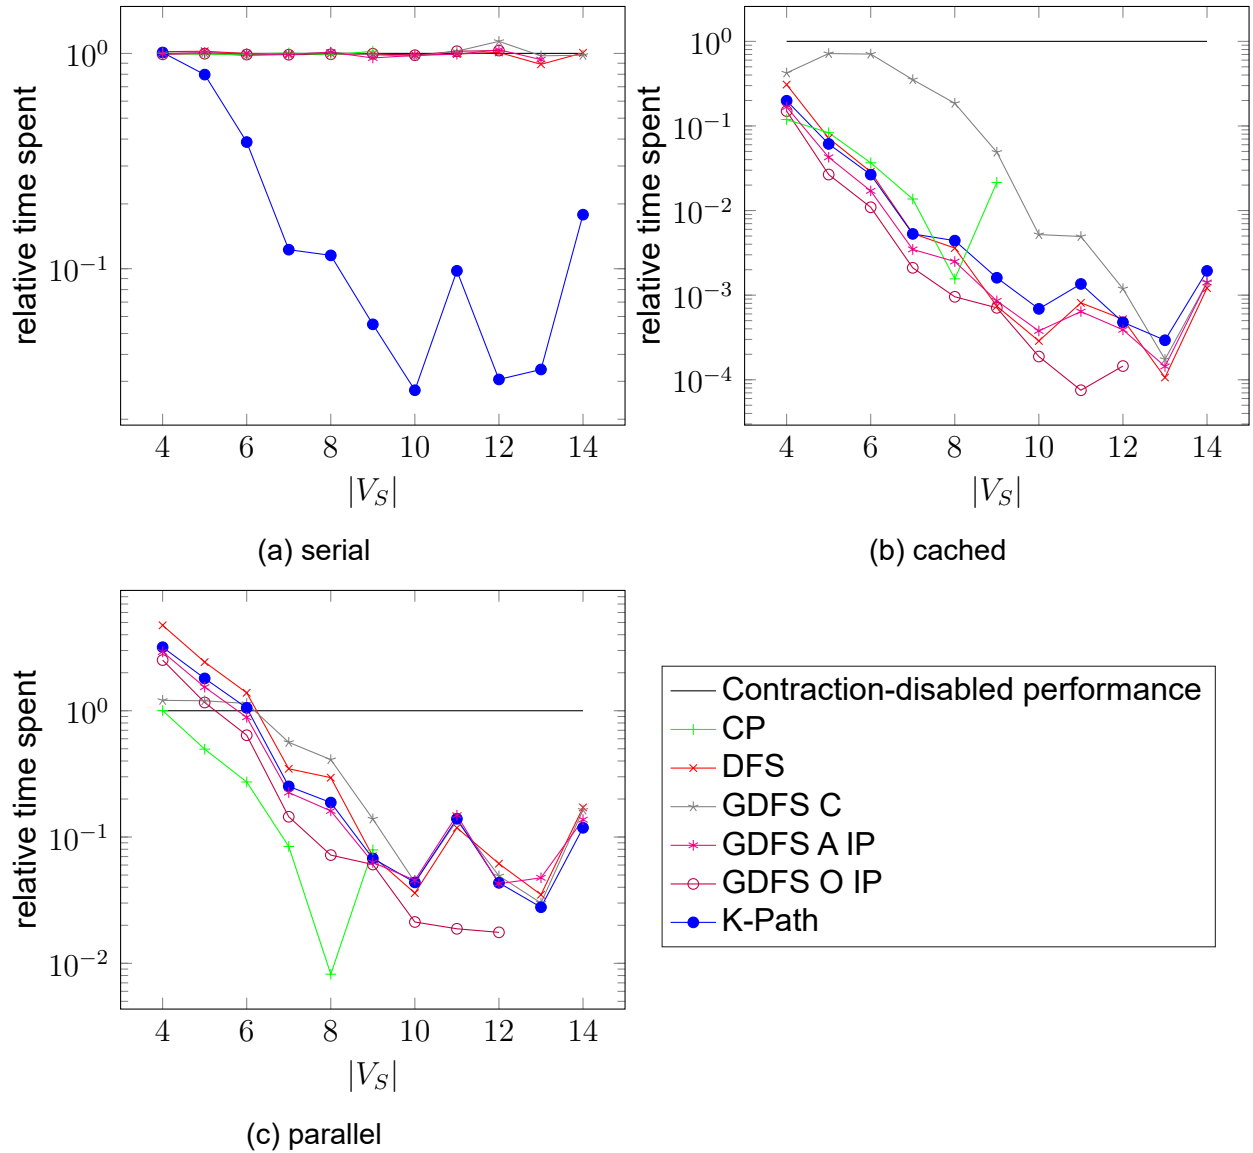 relative time spent
10^0
10^{-1}
4 6 8 10 12 14
|V_S|
(a) serial
relative time spent
10^0
10^{-1}
10^{-2}
10^{-3}
10^{-4}
4 6 8 10 12 14
|V_S|
(b) cached
relative time spent
10^0
10^{-1}
10^{-2}
4 6 8 10 12 14
|V_S|
(c) parallel
Contraction-disabled performance
CP
DFS
GDFS C
GDFS A IP
GDFS O IP
K-Path